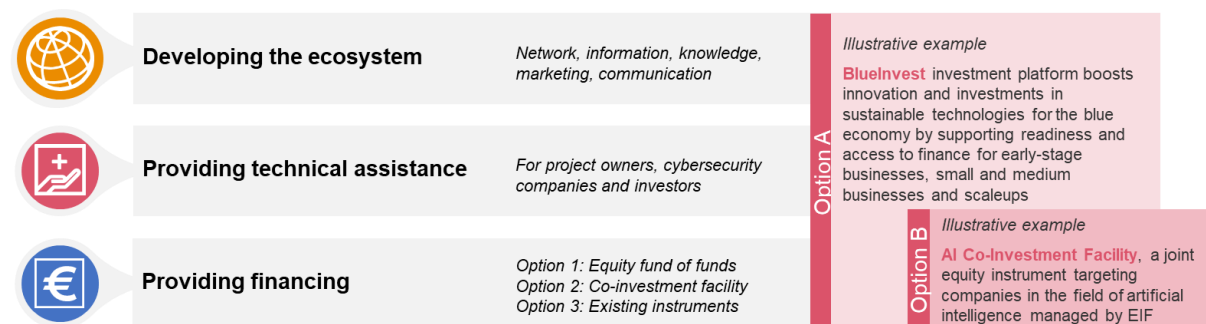 Developing the ecosystem
Network, information, knowledge,
marketing, communication
Providing technical assistance
For project owners, cybersecurity
companies and investors
Providing financing
Option 1: Equity fund of funds
Option 2: Co-investment facility
Option 3: Existing instruments
Option A
Illustrative example
BlueInvest investment platform boosts
innovation and investments in
sustainable technologies for the blue
economy by supporting readiness and
access to finance for early-stage
businesses, small and medium
businesses and scaleups
Option B
Illustrative example
AI Co-Investment Facility, a joint
equity instrument targeting
companies in the field of artificial
intelligence managed by EIF